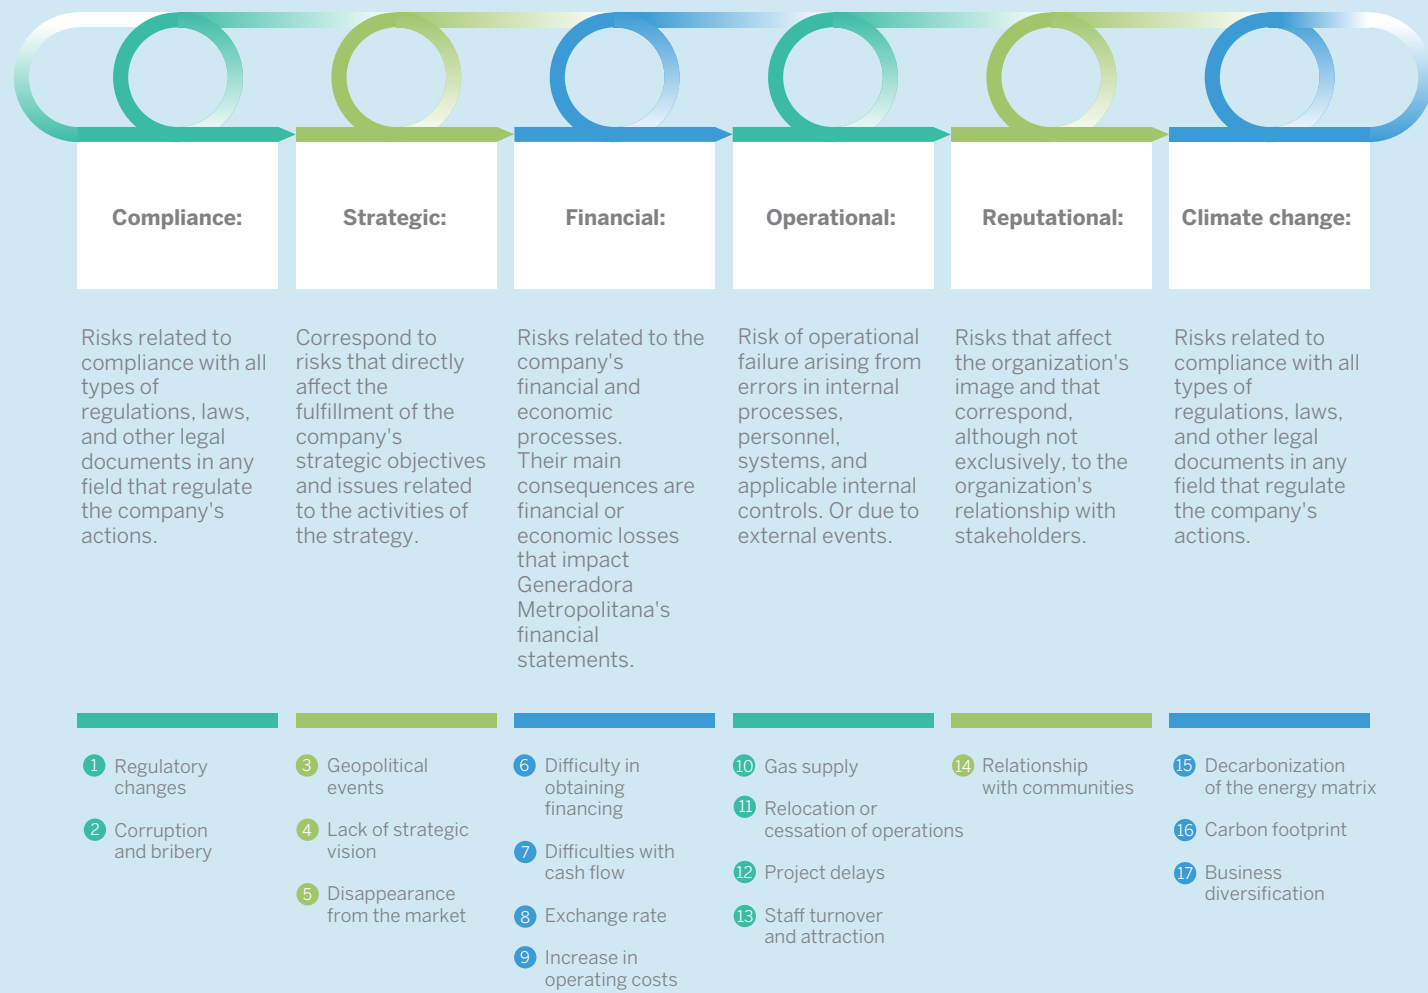 Compliance:
Risks related to
compliance with all
types of
regulations, laws,
and other legal
documents in any
field that regulate
the company's
actions.
1 Regulatory
changes
2 Corruption
and bribery
Strategic:
Correspond to
risks that directly
affect the
fulfillment of the
company's
strategic objectives
and issues related
to the activities of
the strategy.
3 Geopolitical
events
4 Lack of strategic
vision
5 Disappearance
from the market
Financial:
Risks related to the
company's
financial and
economic
processes.
Their main
consequences are
financial or
economic losses
that impact
Generadora
Metropolitana's
financial
statements.
6 Difficulty in
obtaining
financing
7 Difficulties with
cash flow
8 Exchange rate
9 Increase in
operating costs
Operational:
Risk of operational
failure arising from
errors in internal
processes,
personnel,
systems, and
applicable internal
controls. Or due to
external events.
10 Gas supply
11 Relocation or
cessation of operations
12 Project delays
13 Staff turnover
and attraction
Reputational:
Risks that affect
the organization's
image and that
correspond,
although not
exclusively, to the
organization's
relationship with
stakeholders.
14 Relationship
with communities
Climate change:
Risks related to
compliance with all
types of
regulations, laws,
and other legal
documents in any
field that regulate
the company's
actions.
15 Decarbonization
of the energy matrix
16 Carbon footprint
17 Business
diversification